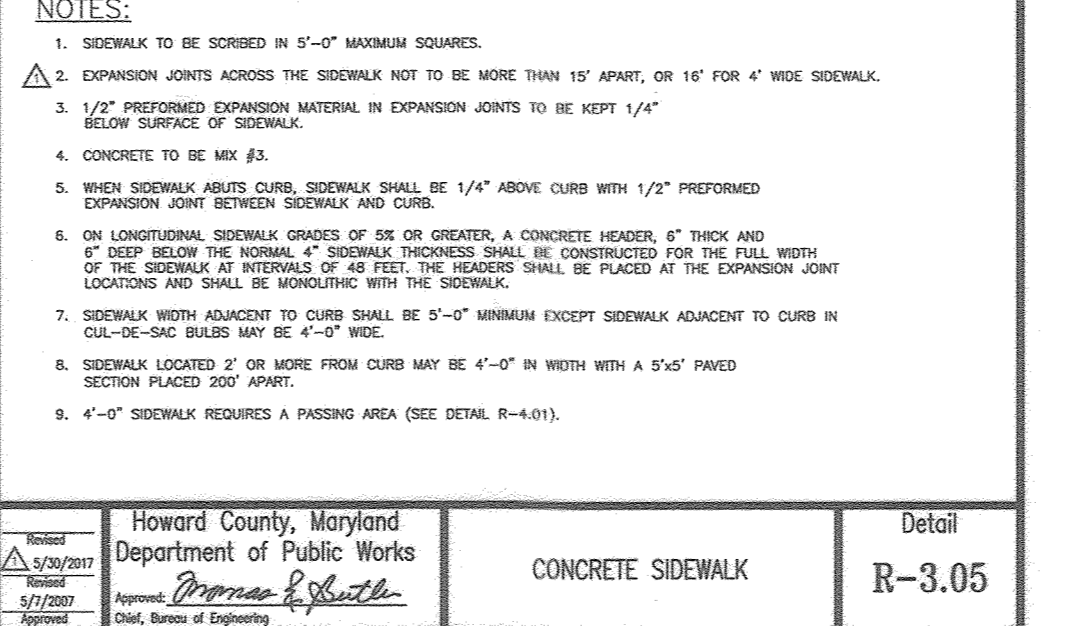 NOTES:
1. SIDEWALK TO BE SCRIBED IN 5'-0" MAXIMUM SQUARES.
1 2. EXPANSION JOINTS ACROSS THE SIDEWALK NOT TO BE MORE THAN 15' APART, OR 16' FOR 4' WIDE SIDEWALK.
3. 1/2" PREFORMED EXPANSION MATERIAL IN EXPANSION JOINTS TO BE KEPT 1/4"
BELOW SURFACE OF SIDEWALK.
4. CONCRETE TO BE MIX #3.
5. WHEN SIDEWALK ABUTS CURB, SIDEWALK SHALL BE 1/4" ABOVE CURB WITH 1/2" PREFORMED
EXPANSION JOINT BETWEEN SIDEWALK AND CURB.
6. ON LONGITUDINAL SIDEWALK GRADES OF 5% OR GREATER, A CONCRETE HEADER, 6" THICK AND
6" DEEP BELOW THE NORMAL 4" SIDEWALK THICKNESS SHALL BE CONSTRUCTED FOR THE FULL WIDTH
OF THE SIDEWALK AT INTERVALS OF 48 FEET. THE HEADERS SHALL BE PLACED AT THE EXPANSION JOINT
LOCATIONS AND SHALL BE MONOLITHIC WITH THE SIDEWALK.
7. SIDEWALK WIDTH ADJACENT TO CURB SHALL BE 5'-0" MINIMUM EXCEPT SIDEWALK ADJACENT TO CURB IN
CUL-DE-SAC BULBS MAY BE 4'-0" WIDE.
8. SIDEWALK LOCATED 2' OR MORE FROM CURB MAY BE 4'-0" IN WIDTH WITH A 5'x5' PAVED
SECTION PLACED 200' APART.
9. 4'-0" SIDEWALK REQUIRES A PASSING AREA (SEE DETAIL R-4.01).
Revised
1 5/30/2017
Revised
5/7/2007
Approved
Howard County, Maryland
Department of Public Works
Approved: Thomas E. Butler
Chief, Bureau of Engineering
CONCRETE SIDEWALK
Detail
R-3.05